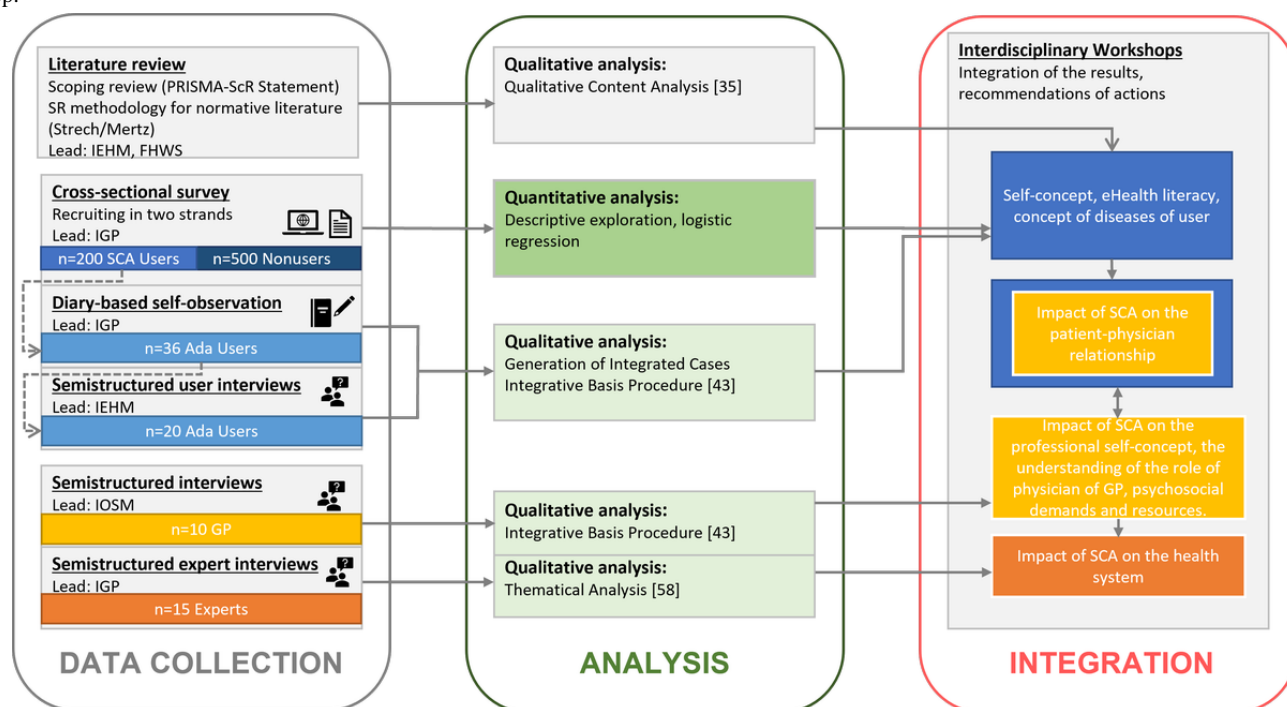 p.
Literature review
Scoping review (PRISMA-ScR Statement)
SR methodology for normative literature
(Strech/Mertz)
Lead: IEHM, FHWS
Cross-sectional survey
Recruiting in two strands
Lead: IGP
n=200 SCA Users
n=500 Nonusers
Diary-based self-observation
Lead: IGP
n=36 Ada Users
Semistructured user interviews
Lead: IEHM
n=20 Ada Users
Semistructured interviews
Lead: IOSM
n=10 GP
Semistructured expert interviews
Lead: IGP
n=15 Experts
DATA COLLECTION
Qualitative analysis:
Qualitative Content Analysis [35]
Quantitative analysis:
Descriptive exploration, logistic
regression
Qualitative analysis:
Generation of Integrated Cases
Integrative Basis Procedure [43]
Qualitative analysis:
Integrative Basis Procedure [43]
Qualitative analysis:
Thematical Analysis [58]
ANALYSIS
Interdisciplinary Workshops
Integration of the results,
recommendations of actions
Self-concept, eHealth literacy,
concept of diseases of user
Impact of SCA on the
patient-physician
relationship
Impact of SCA on the
professional self-concept, the
understanding of the role of
physician of GP, psychosocial
demands and resources.
Impact of SCA on the health
system
INTEGRATION